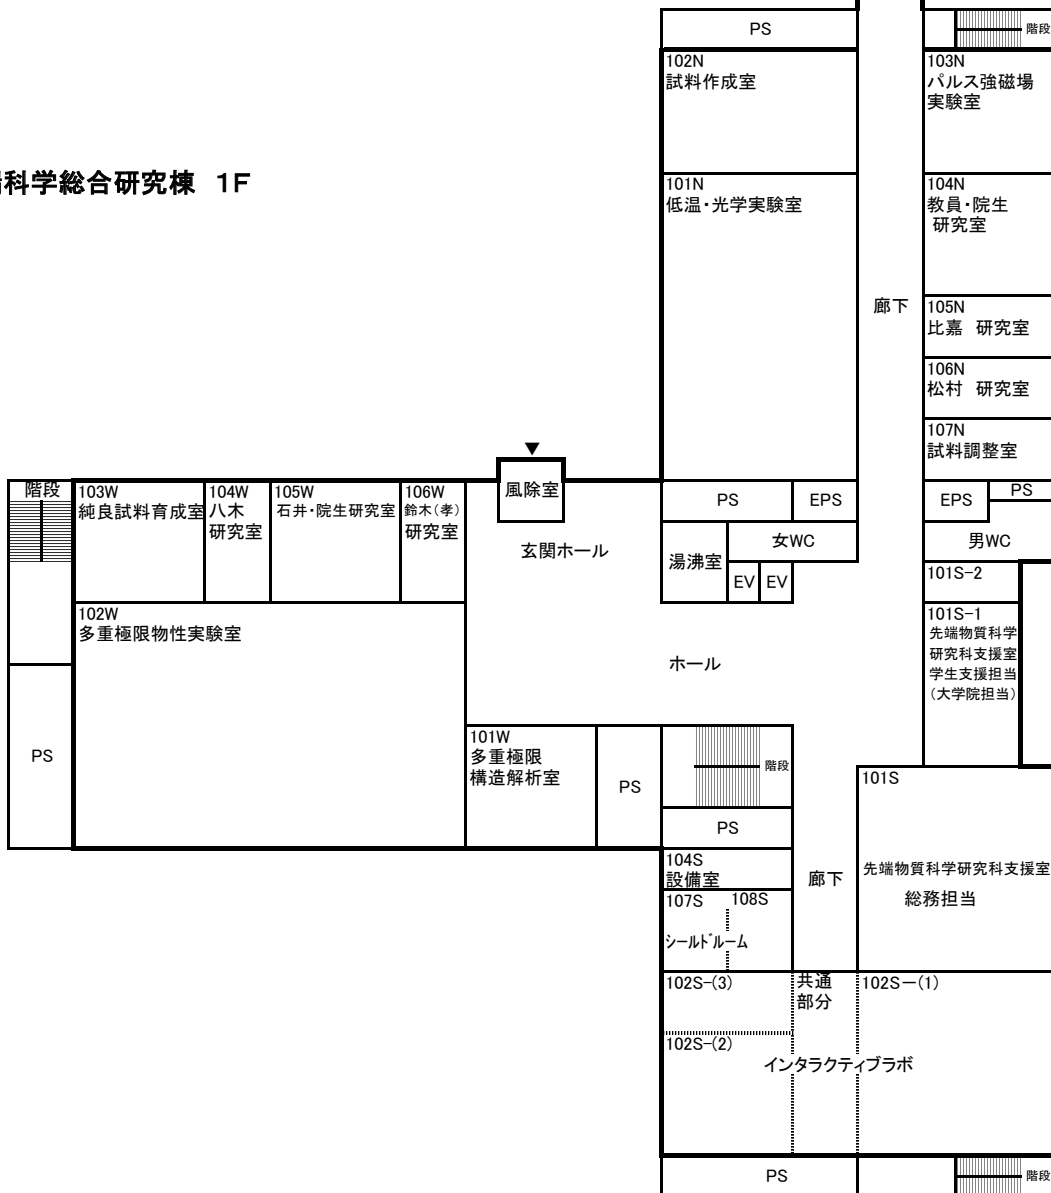 PS
階段
102N
試料作成室
103N
パルス強磁場
実験室
科学総合研究棟 1F
101N
低温・光学実験室
104N
教員・院生
研究室
廊下
105N
比嘉 研究室
106N
松村 研究室
107N
試料調整室
▼
風除室
階段
103W
純良試料育成室
104W
八木
研究室
105W
石井・院生研究室
106W
鈴木(孝)
研究室
玄関ホール
PS
EPS
EPS
PS
湯沸室
女WC
男WC
EV
EV
101S-2
102W
多重極限物性実験室
101S-1
先端物質科学
研究科支援室
学生支援担当
(大学院担当)
ホール
PS
101W
多重極限
構造解析室
PS
階段
PS
101S
先端物質科学研究科支援室
総務担当
104S
設備室
廊下
107S
108S
シールドルーム
102S-(3)
共通
部分
102S-(1)
102S-(2)
インタラクティブラボ
PS
階段